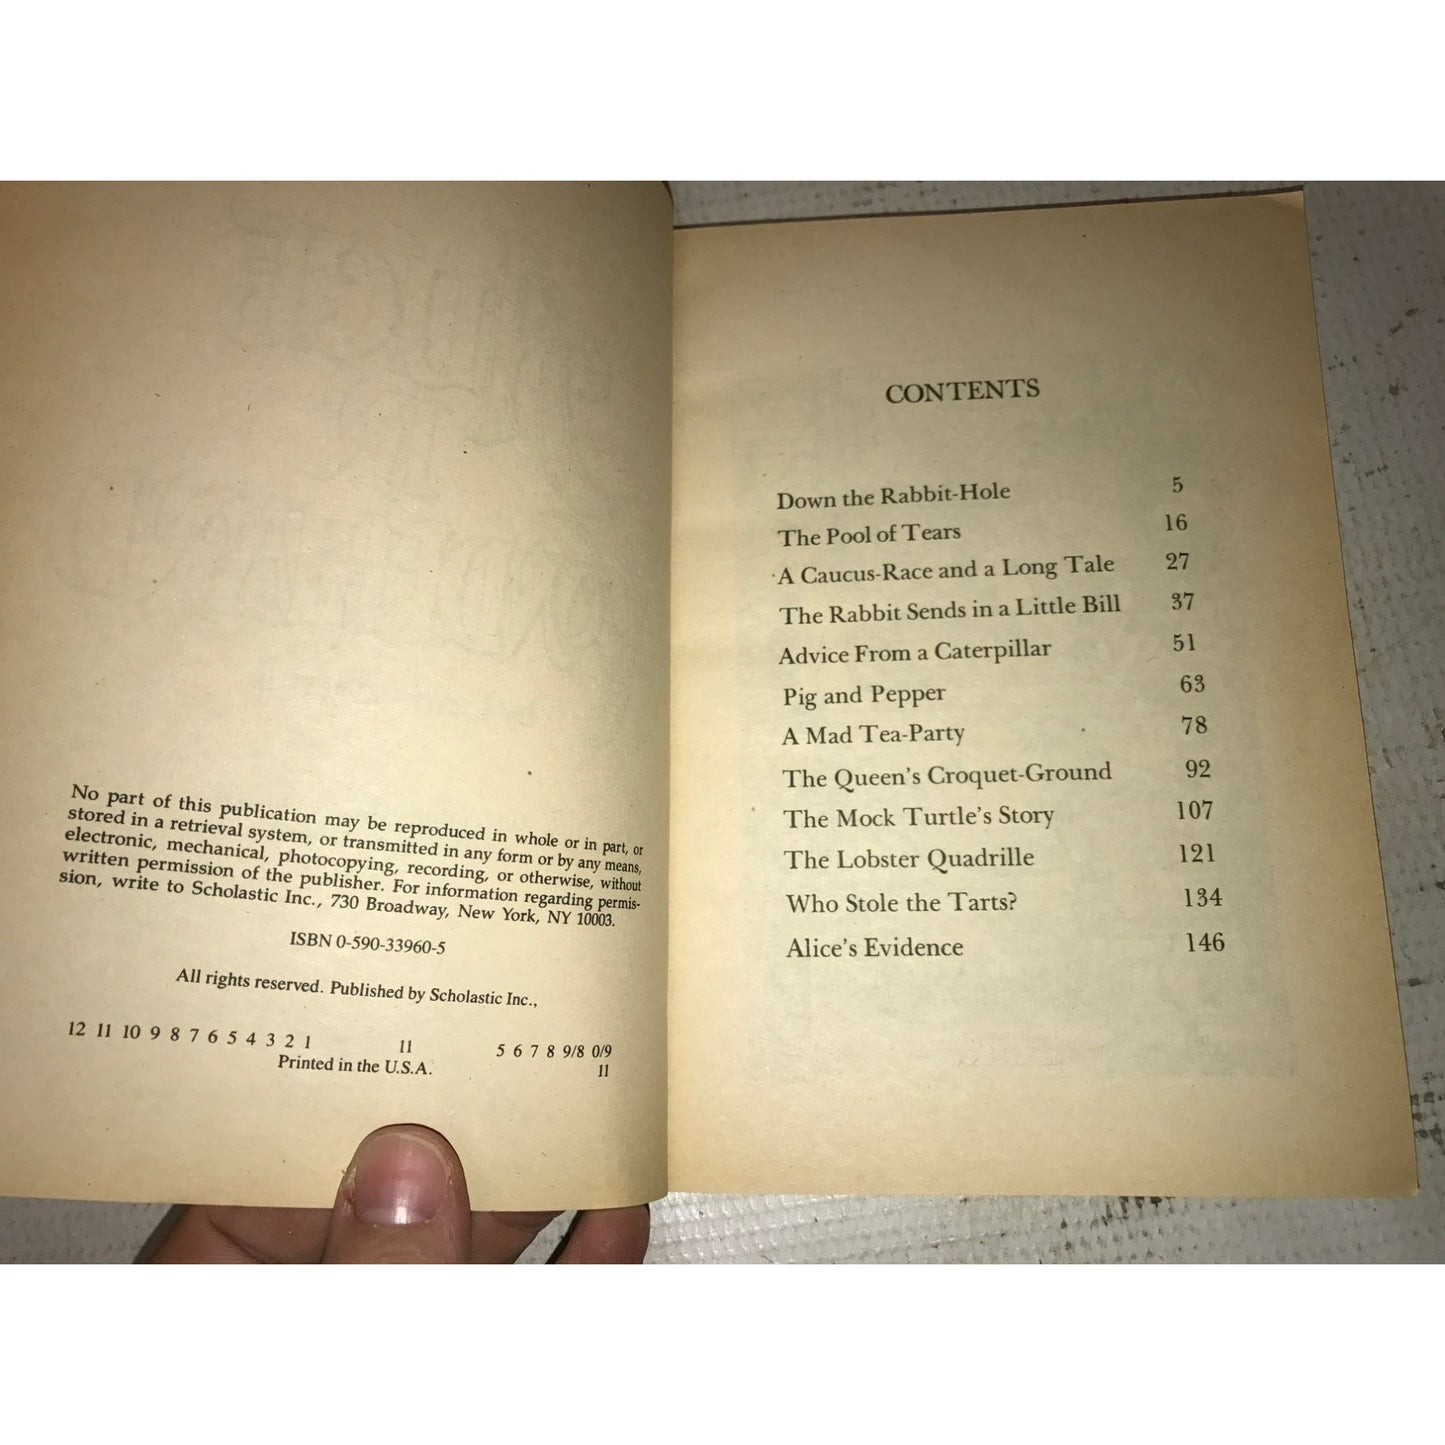 No part of this publication may be reproduced in whole or in part, or
stored in a retrieval system, or transmitted in any form or by any means,
electronic, mechanical, photocopying, recording, or otherwise, without
written permission of the publisher. For information regarding permis-
sion, write to Scholastic Inc., 730 Broadway, New York, NY 10003.
ISBN 0-590-33960-5
All rights reserved. Published by Scholastic Inc.,
12 11 10 9 8 7 6 5 4 3 2 1 11 5 6 7 8 9/8 0/9
Printed in the U.S.A. 11
CONTENTS
Down the Rabbit-Hole 5
The Pool of Tears 16
A Caucus-Race and a Long Tale 27
The Rabbit Sends in a Little Bill 37
Advice From a Caterpillar 51
Pig and Pepper 63
A Mad Tea-Party 78
The Queen's Croquet-Ground 92
The Mock Turtle's Story 107
The Lobster Quadrille 121
Who Stole the Tarts? 134
Alice's Evidence 146